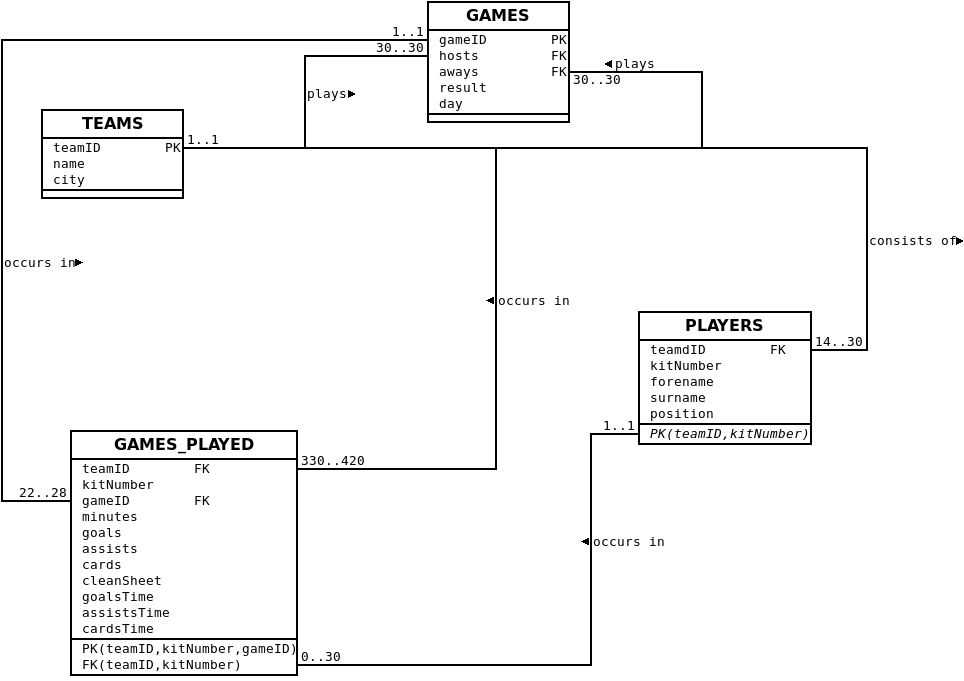 GAMES
1..1
gameID PK
30..30
hosts FK
plays
aways FK
30..30
result
plays
day
TEAMS
1..1
teamID PK
name
city
consists of
occurs in
occurs in
PLAYERS
14..30
teamdID FK
kitNumber
forename
surname
position
1..1
PK(teamID,kitNumber)
GAMES_PLAYED
330..420
teamID FK
kitNumber
22..28
gameID FK
minutes
goals
occurs in
assists
cards
cleanSheet
goalsTime
assistsTime
cardsTime
PK(teamID,kitNumber,gameID)
0..30
FK(teamID,kitNumber)